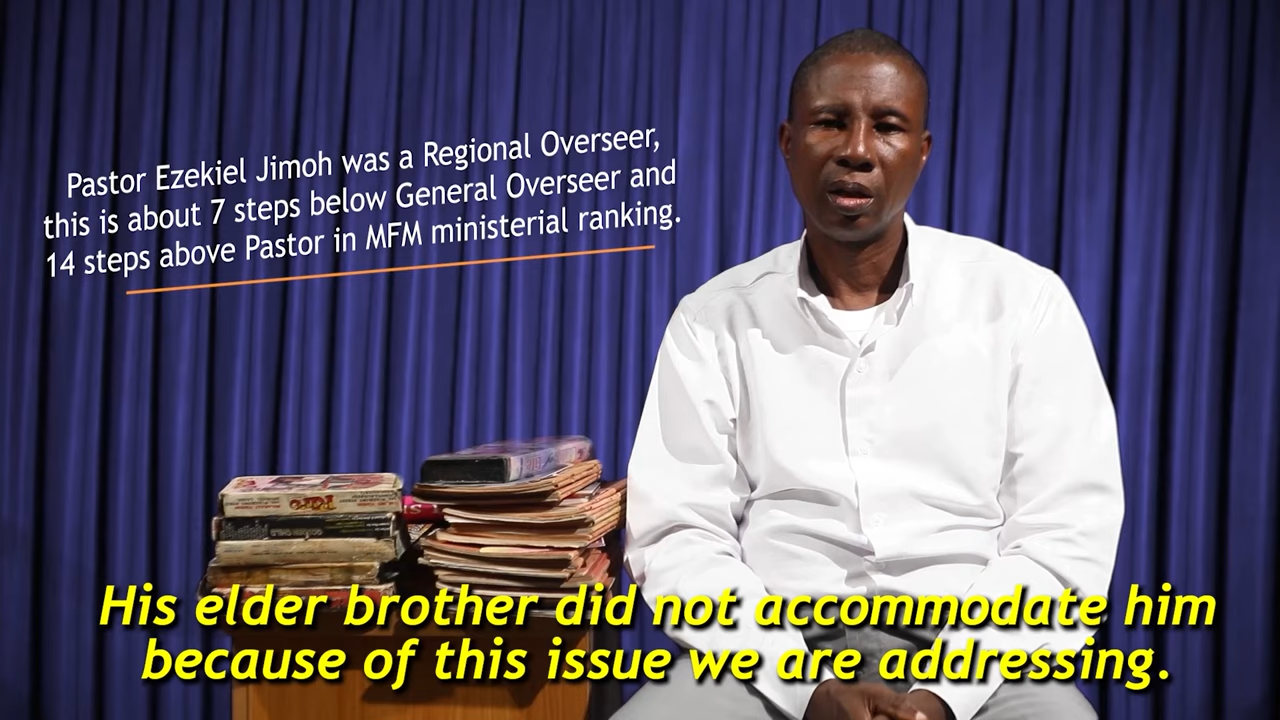 Pastor Ezekiel Jimoh was a Regional Overseer,
this is about 7 steps below General Overseer and
14 steps above Pastor in MFM ministerial ranking.
His elder brother did not accommodate him
because of this issue we are addressing.